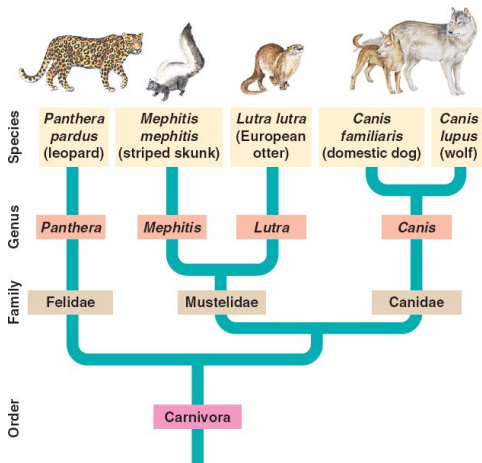 Species
Panthera
pardus
(leopard)
Mephitis
mephitis
(striped skunk)
Lutra lutra
(European
otter)
Canis
familiaris
(domestic dog)
Canis
lupus
(wolf)
Genus
Panthera
Mephitis
Lutra
Canis
Family
Felidae
Mustelidae
Canidae
Order
Carnivora